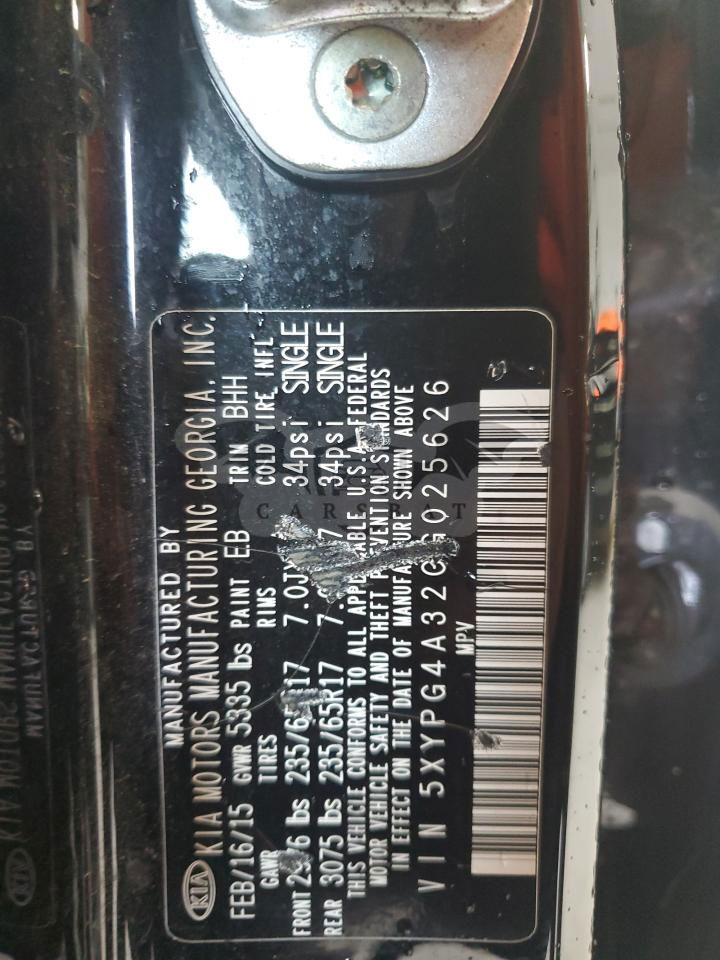 MANUFACTURED BY
KIA KIA MOTORS MANUFACTURING GEORGIA, INC.
FEB/16/15 GVWR 5335 lbs PAINT EB TRIM BHH
GAWR TIRES RIMS COLD TIRE INFL
FRONT lbs 34psi SINGLE
REAR 3075 lbs 235/65R17 34psi SINGLE
THIS VEHICLE CONFORMS TO ALL U.S.A. FEDERAL
MOTOR VEHICLE SAFETY AND THEFT PREVENTION STANDARDS
IN EFFECT ON THE DATE OF MANUFACTURE SHOWN ABOVE
VIN
MPV
CARSBAT